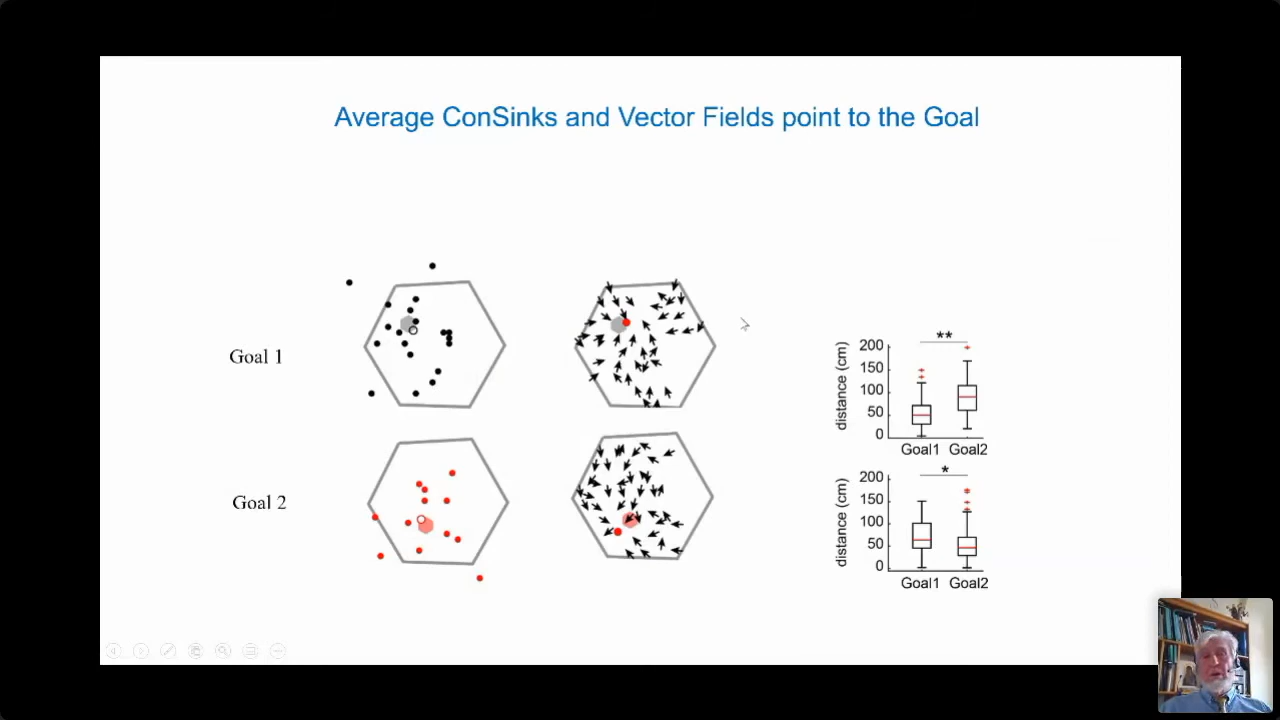 Average ConSinks and Vector Fields point to the Goal
Goal 1
**
200
150
100
50
0
distance (cm)
Goal1 Goal2
Goal 2
*
200
150
100
50
0
distance (cm)
Goal1 Goal2